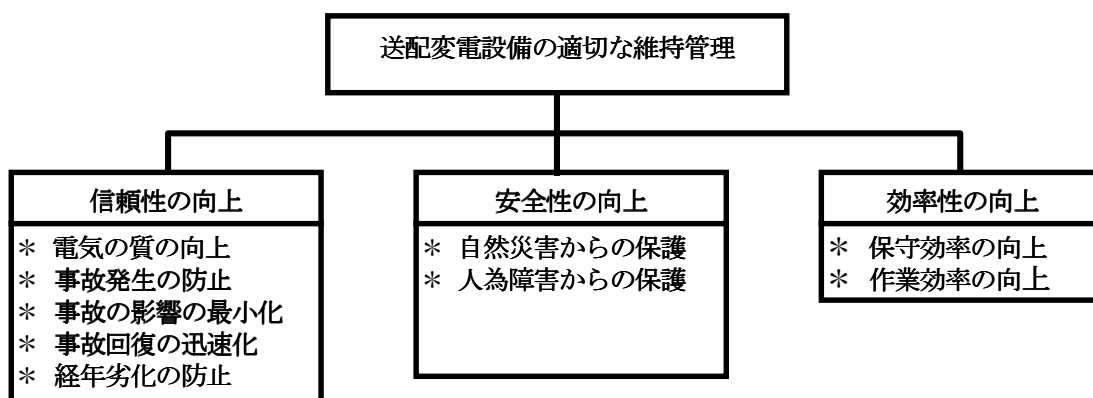 送配変電設備の適切な維持管理
信頼性の向上
＊ 電気の質の向上
＊ 事故発生の防止
＊ 事故の影響の最小化
＊ 事故回復の迅速化
＊ 経年劣化の防止
安全性の向上
＊ 自然災害からの保護
＊ 人為障害からの保護
効率性の向上
＊ 保守効率の向上
＊ 作業効率の向上